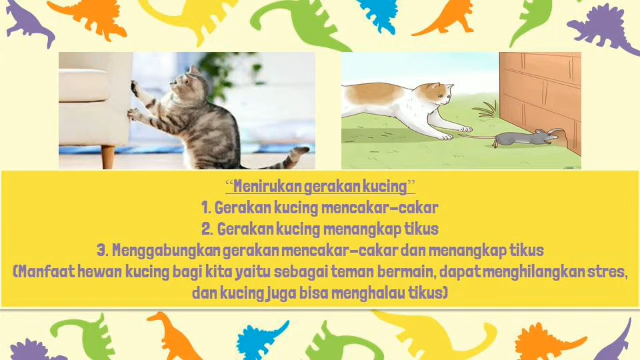 “Menirukan gerakan kucing”
1. Gerakan kucing mencakar-cakar
2. Gerakan kucing menangkap tikus
3. Menggabungkan gerakan mencakar-cakar dan menangkap tikus
(Manfaat hewan kucing bagi kita yaitu sebagai teman bermain, dapat menghilangkan stres,
dan kucing juga bisa menghalau tikus)